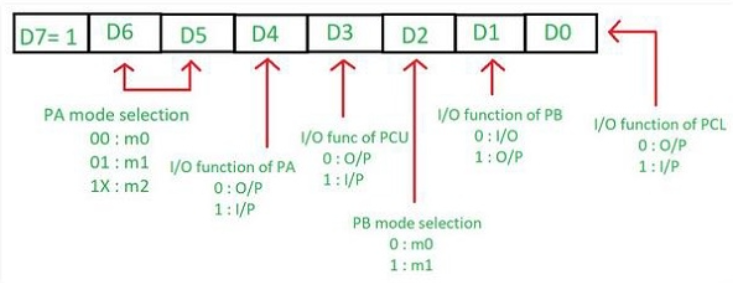 D7= 1 D6 D5 D4 D3 D2 D1 D0
PA mode selection
00 : m0
01 : m1
1X : m2
I/O function of PA
0 : O/P
1 : I/P
I/O func of PCU
0 : O/P
1 : I/P
PB mode selection
0 : m0
1 : m1
I/O function of PB
0 : I/O
1 : O/P
I/O function of PCL
0 : O/P
1 : I/P